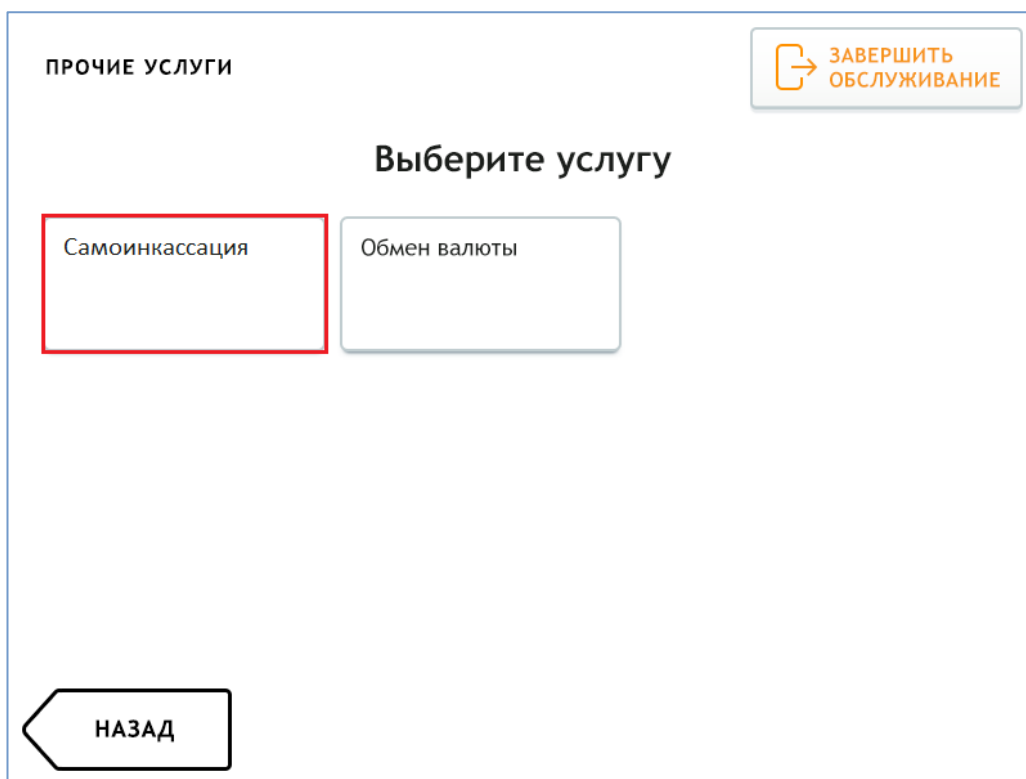 ПРОЧИЕ УСЛУГИ
ЗАВЕРШИТЬ
ОБСЛУЖИВАНИЕ
Выберите услугу
Самоинкассация
Обмен валюты
НАЗАД